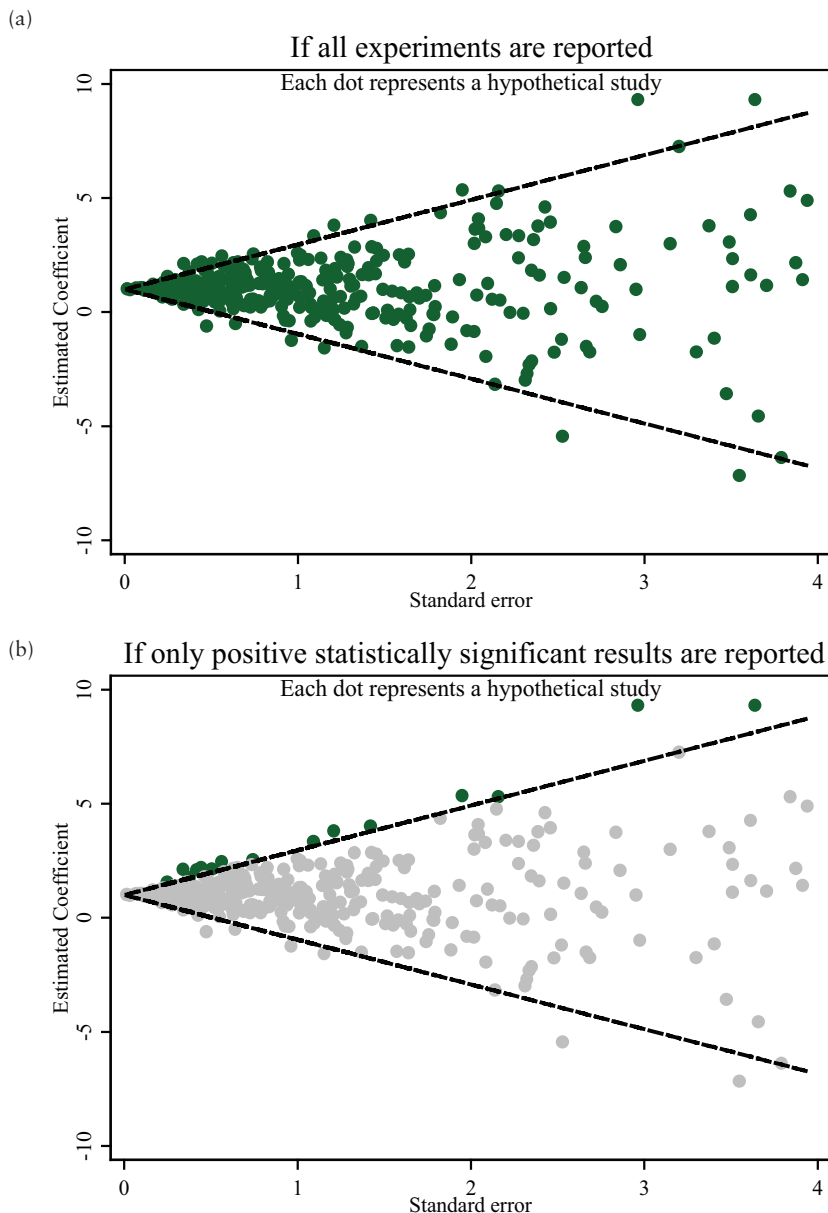 (a)
If all experiments are reported
Each dot represents a hypothetical study
Estimated Coefficient
10
5
0
-5
-10
0 1 2 3 4
Standard error
(b)
If only positive statistically significant results are reported
Each dot represents a hypothetical study
Estimated Coefficient
10
5
0
-5
-10
0 1 2 3 4
Standard error